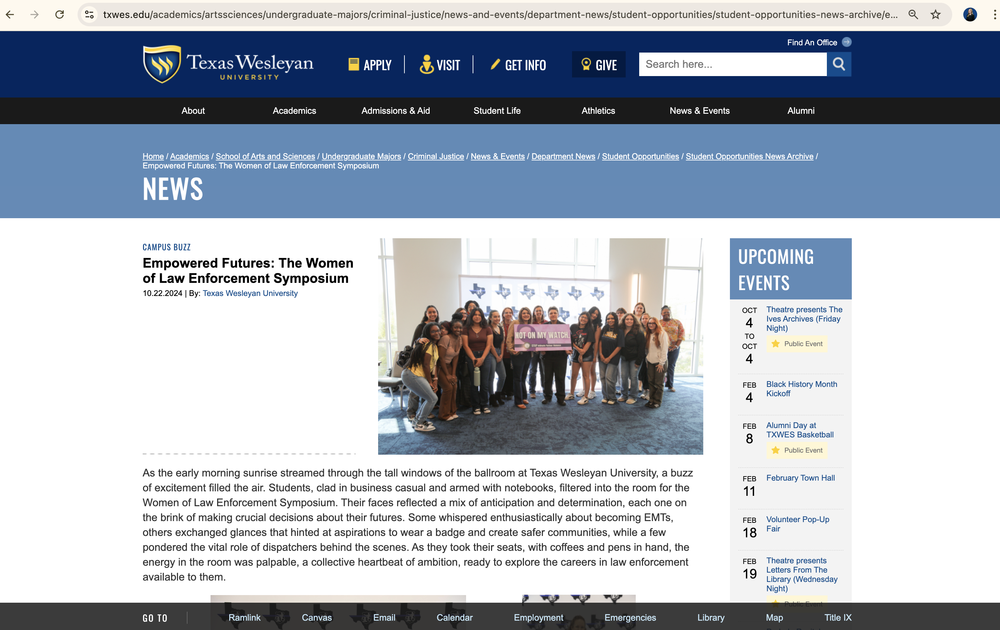 txwes.edu/academics/artssciences/undergraduate-majors/criminal-justice/news-and-events/department-news/student-opportunities/student-opportunities-news-archive/e...
Find An Office
Texas Wesleyan
UNIVERSITY
APPLY
VISIT
GET INFO
GIVE
Search here...
About
Academics
Admissions & Aid
Student Life
Athletics
News & Events
Alumni
Home / Academics / School of Arts and Sciences / Undergraduate Majors / Criminal Justice / News & Events / Department News / Student Opportunities / Student Opportunities News Archive /
Empowered Futures: The Women of Law Enforcement Symposium
NEWS
CAMPUS BUZZ
Empowered Futures: The Women
of Law Enforcement Symposium
10.22.2024 | By: Texas Wesleyan University
NOT ON MY WATCH.
STOP Intimate Partner Violence
As the early morning sunrise streamed through the tall windows of the ballroom at Texas Wesleyan University, a buzz
of excitement filled the air. Students, clad in business casual and armed with notebooks, filtered into the room for the
Women of Law Enforcement Symposium. Their faces reflected a mix of anticipation and determination, each one on
the brink of making crucial decisions about their futures. Some whispered enthusiastically about becoming EMTs,
others exchanged glances that hinted at aspirations to wear a badge and create safer communities, while a few
pondered the vital role of dispatchers behind the scenes. As they took their seats, with coffees and pens in hand, the
energy in the room was palpable, a collective heartbeat of ambition, ready to explore the careers in law enforcement
available to them.
UPCOMING
EVENTS
OCT
4
TO
OCT
4
Theatre presents The
Ives Archives (Friday
Night)
Public Event
FEB
4
Black History Month
Kickoff
FEB
8
Alumni Day at
TXWES Basketball
Public Event
FEB
11
February Town Hall
FEB
18
Volunteer Pop-Up
Fair
FEB
19
Theatre presents
Letters From The
Library (Wednesday
Night)
Public Event
GO TO
Ramlink
Canvas
Email
Calendar
Employment
Emergencies
Library
Map
Title IX